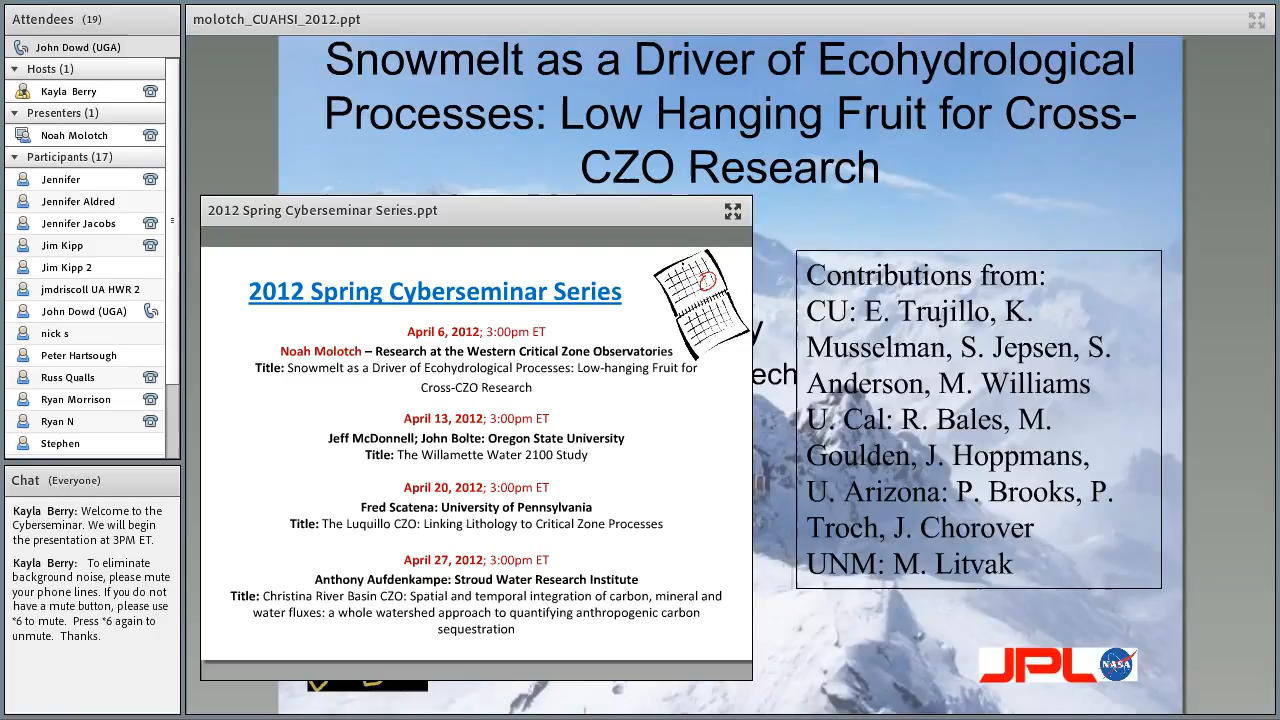 Attendees (19)
John Dowd (UGA)
Hosts (1)
Kayla Berry
Presenters (1)
Noah Molotch
Participants (17)
Jennifer
Jennifer Aldred
Jennifer Jacobs
Jim Kipp
Jim Kipp 2
jmdriscoll UA HWR 2
John Dowd (UGA)
nick s
Peter Hartsough
Russ Qualls
Ryan Morrison
Ryan N
Stephen
Chat (Everyone)
Kayla Berry: Welcome to the
Cyberseminar. We will begin
the presentation at 3PM ET.
Kayla Berry: To eliminate
background noise, please mute
your phone lines. If you do not
have a mute button, please use
*6 to mute. Press *6 again to
unmute. Thanks.
molotch_CUAHSI_2012.ppt
Snowmelt as a Driver of Ecohydrological
Processes: Low Hanging Fruit for Cross-
CZO Research
2012 Spring Cyberseminar Series.ppt
2012 Spring Cyberseminar Series
April 6, 2012; 3:00pm ET
Noah Molotch – Research at the Western Critical Zone Observatories
Title: Snowmelt as a Driver of Ecohydrological Processes: Low-hanging Fruit for
Cross-CZO Research
April 13, 2012; 3:00pm ET
Jeff McDonnell; John Bolte: Oregon State University
Title: The Willamette Water 2100 Study
April 20, 2012; 3:00pm ET
Fred Scatena: University of Pennsylvania
Title: The Luquillo CZO: Linking Lithology to Critical Zone Processes
April 27, 2012; 3:00pm ET
Anthony Aufdenkampe: Stroud Water Research Institute
Title: Christina River Basin CZO: Spatial and temporal integration of carbon, mineral and
water fluxes: a whole watershed approach to quantifying anthropogenic carbon
sequestration
Contributions from:
CU: E. Trujillo, K.
Musselman, S. Jepsen, S.
Anderson, M. Williams
U. Cal: R. Bales, M.
Goulden, J. Hoppmans,
U. Arizona: P. Brooks, P.
Troch, J. Chorover
UNM: M. Litvak
JPL NASA